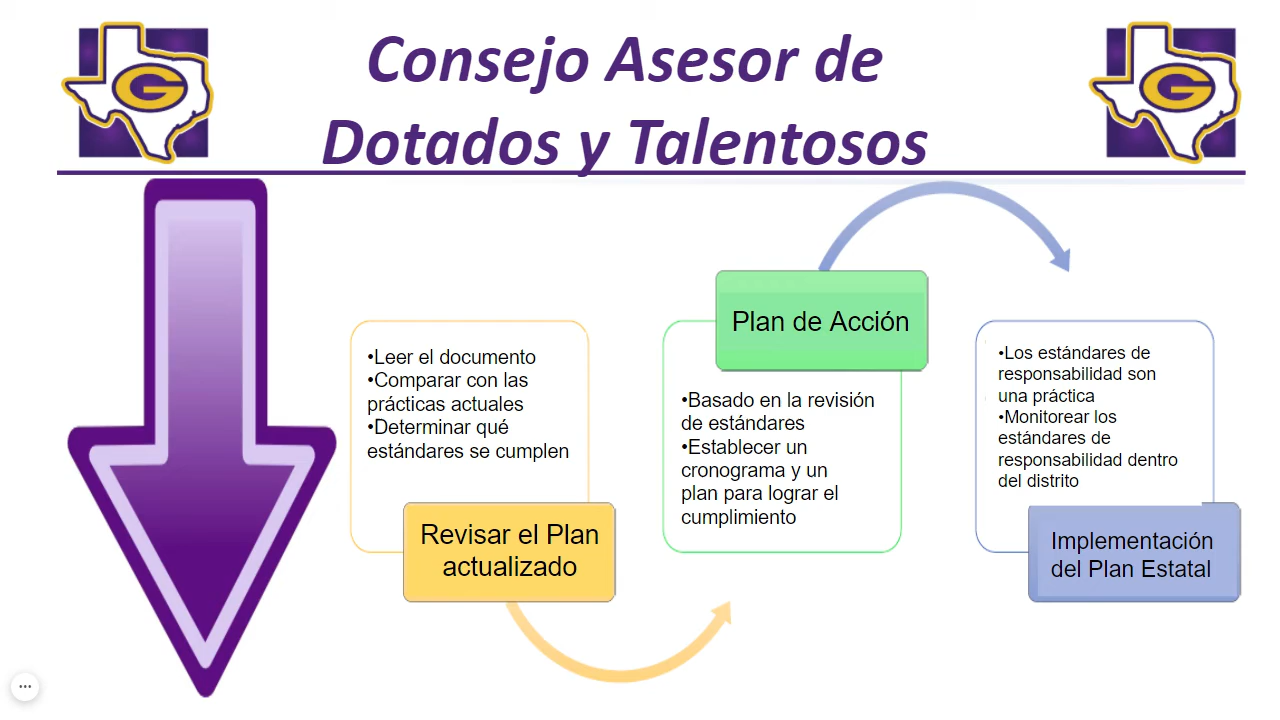 Consejo Asesor de
Dotados y Talentosos
G
G
•Leer el documento
•Comparar con las
prácticas actuales
•Determinar qué
estándares se cumplen
Revisar el Plan
actualizado
Plan de Acción
•Basado en la revisión
de estándares
•Establecer un
cronograma y un
plan para lograr el
cumplimiento
•Los estándares de
responsabilidad son
una práctica
•Monitorear los
estándares de
responsabilidad dentro
del distrito
Implementación
del Plan Estatal